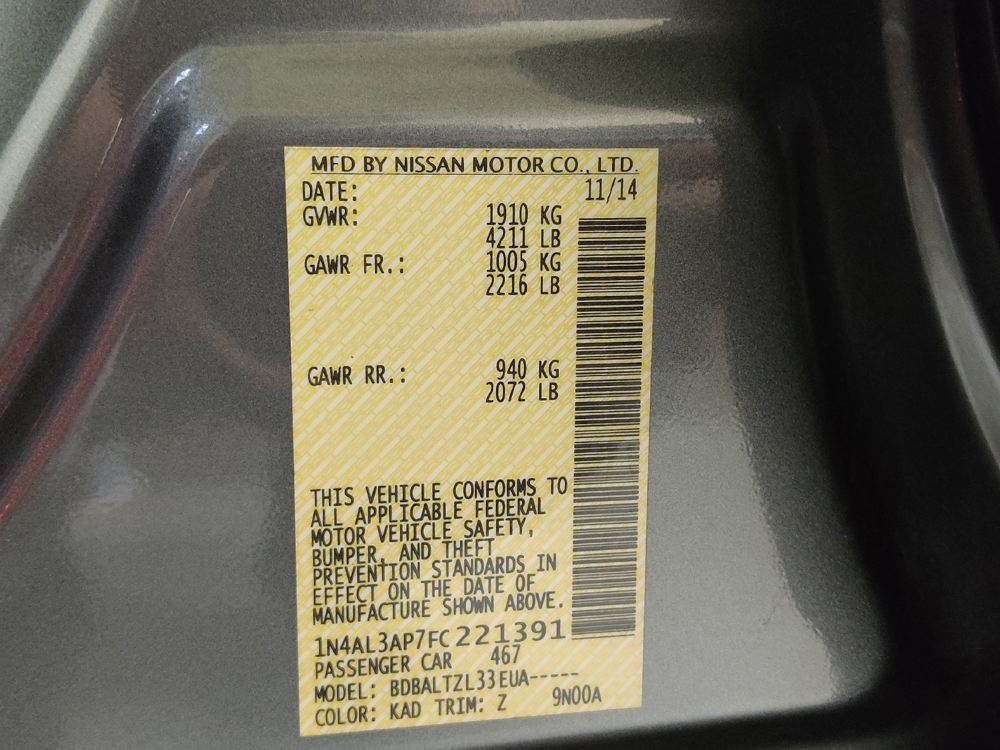 MFD BY NISSAN MOTOR CO., LTD.
DATE: 11/14
GVWR: 1910 KG
4211 LB
GAWR FR.: 1005 KG
2216 LB
GAWR RR.: 940 KG
2072 LB
THIS VEHICLE CONFORMS TO
ALL APPLICABLE FEDERAL
MOTOR VEHICLE SAFETY,
BUMPER, AND THEFT
PREVENTION STANDARDS IN
EFFECT ON THE DATE OF
MANUFACTURE SHOWN ABOVE.
1N4AL3AP7FC221391
PASSENGER CAR 467
MODEL: BDBALTZL33EUA-----
COLOR: KAD TRIM: Z 9N00A